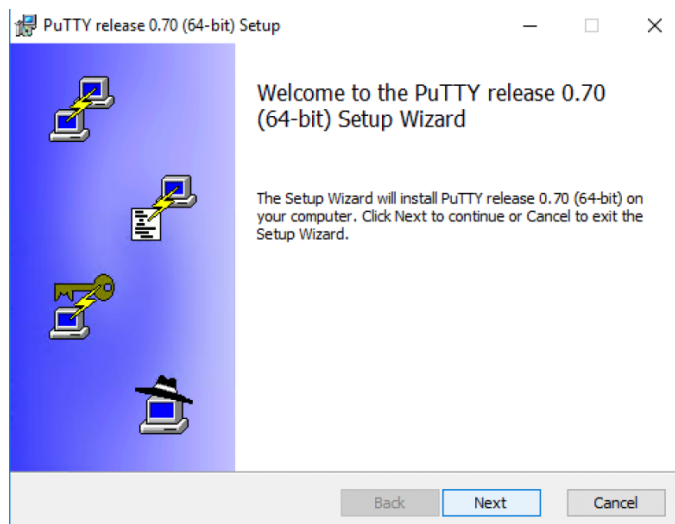 PuTTY release 0.70 (64-bit) Setup
Welcome to the PuTTY release 0.70
(64-bit) Setup Wizard
The Setup Wizard will install PuTTY release 0.70 (64-bit) on
your computer. Click Next to continue or Cancel to exit the
Setup Wizard.
Back Next Cancel